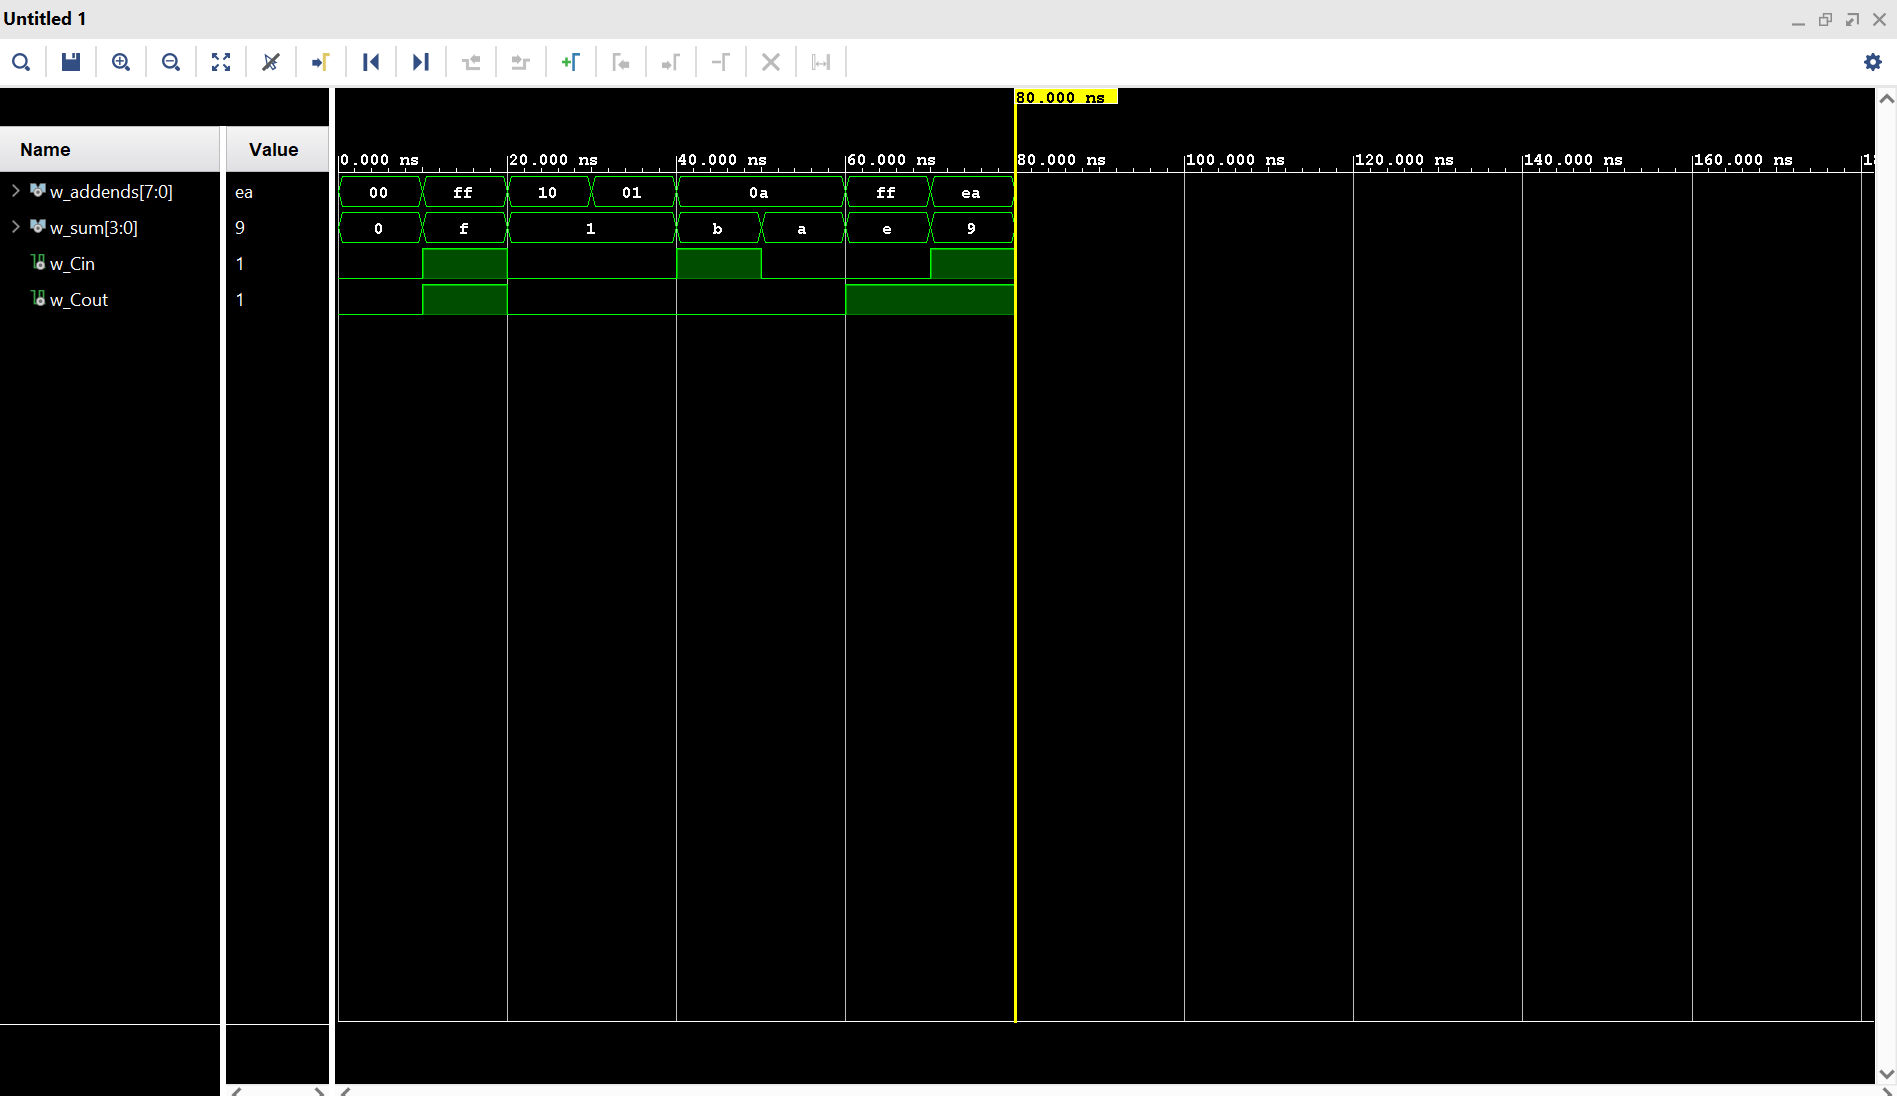 Untitled 1
80.000 ns
Name Value 0.000 ns 20.000 ns 40.000 ns 60.000 ns 80.000 ns 100.000 ns 120.000 ns 140.000 ns 160.000 ns
w_addends[7:0] ea 00 ff 10 01 0a ff ea
w_sum[3:0] 9 0 f 1 b a e 9
w_Cin 1
w_Cout 1